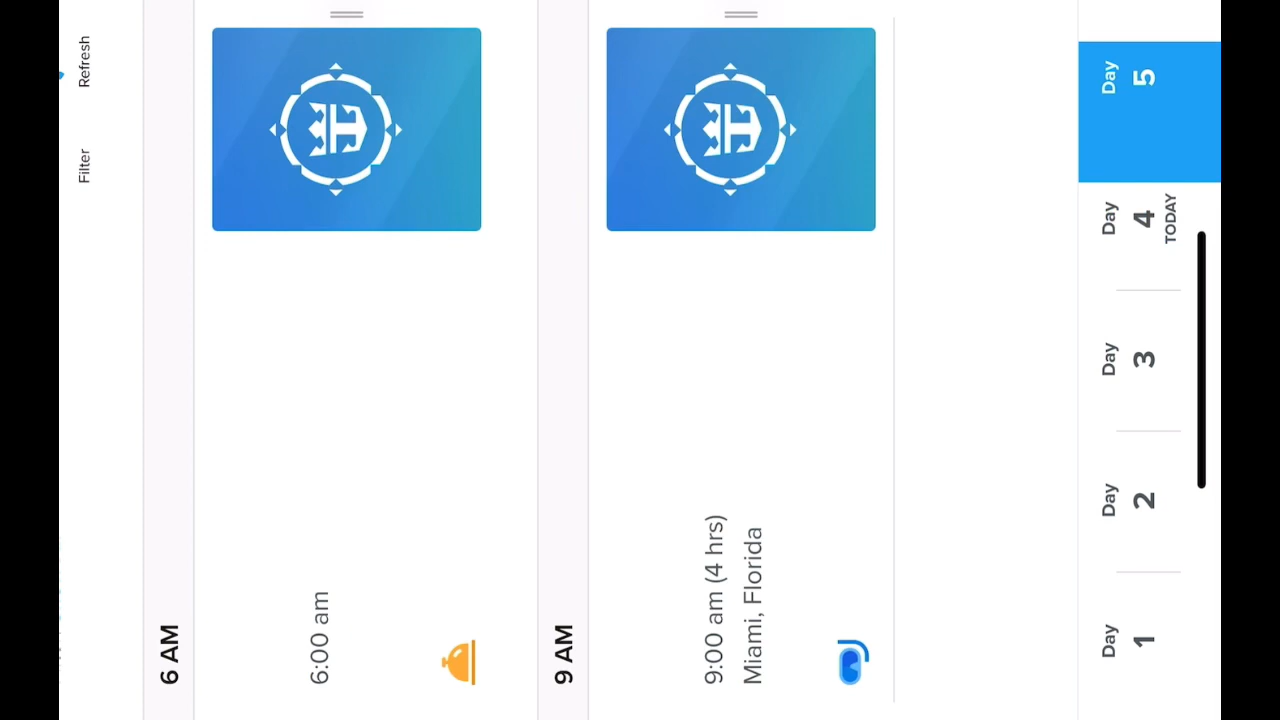 Filter
Refresh
6 AM
6:00 am
9 AM
9:00 am (4 hrs)
Miami, Florida
Day Day Day Day Day
1 2 3 4 5
TODAY